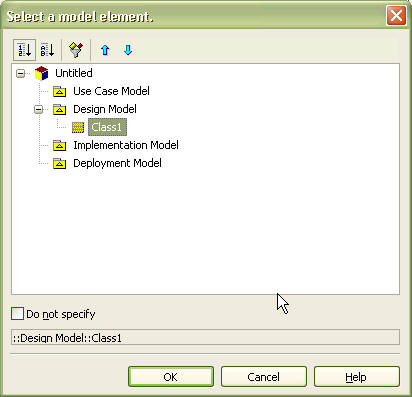 Select a model element.
Untitled
Use Case Model
Design Model
Class1
Implementation Model
Deployment Model
Do not specify
::Design Model::Class1
OK Cancel Help